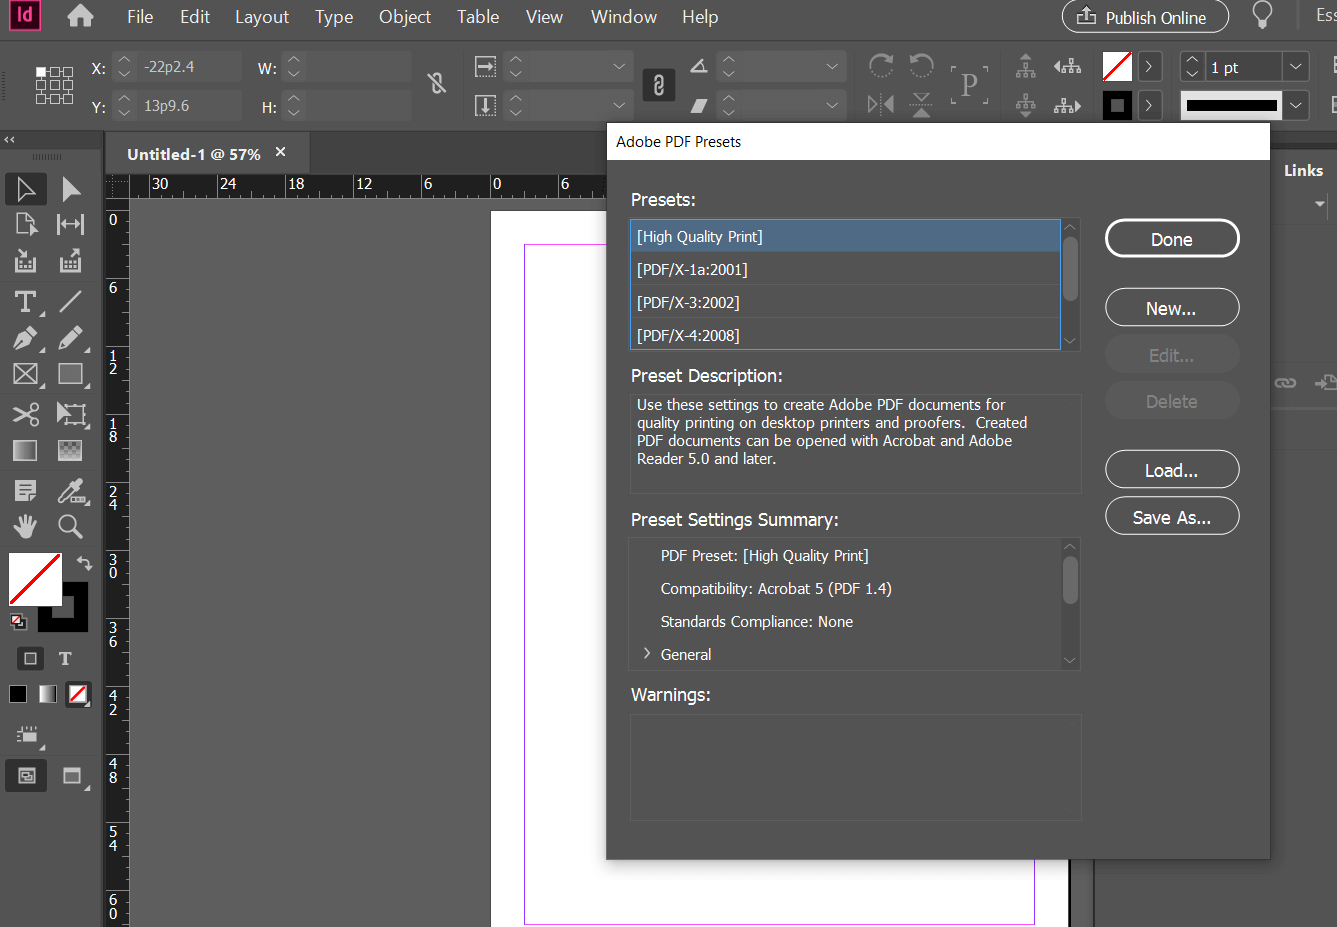 Id File Edit Layout Type Object Table View Window Help Publish Online Ess
X: -22p2.4 W: 1 pt
Y: 13p9.6 H:
P
Untitled-1 @ 57% ×
30 24 18 12 6 0 6
Adobe PDF Presets
Links
Presets:
[High Quality Print]
[PDF/X-1a:2001]
[PDF/X-3:2002]
[PDF/X-4:2008]
Done
New...
Edit...
Delete
Load...
Save As...
Preset Description:
Use these settings to create Adobe PDF documents for
quality printing on desktop printers and proofers.  Created
PDF documents can be opened with Acrobat and Adobe
Reader 5.0 and later.
Preset Settings Summary:
PDF Preset: [High Quality Print]
Compatibility: Acrobat 5 (PDF 1.4)
Standards Compliance: None
General
Warnings:
0
6
12
18
24
30
36
42
48
54
60
T
T